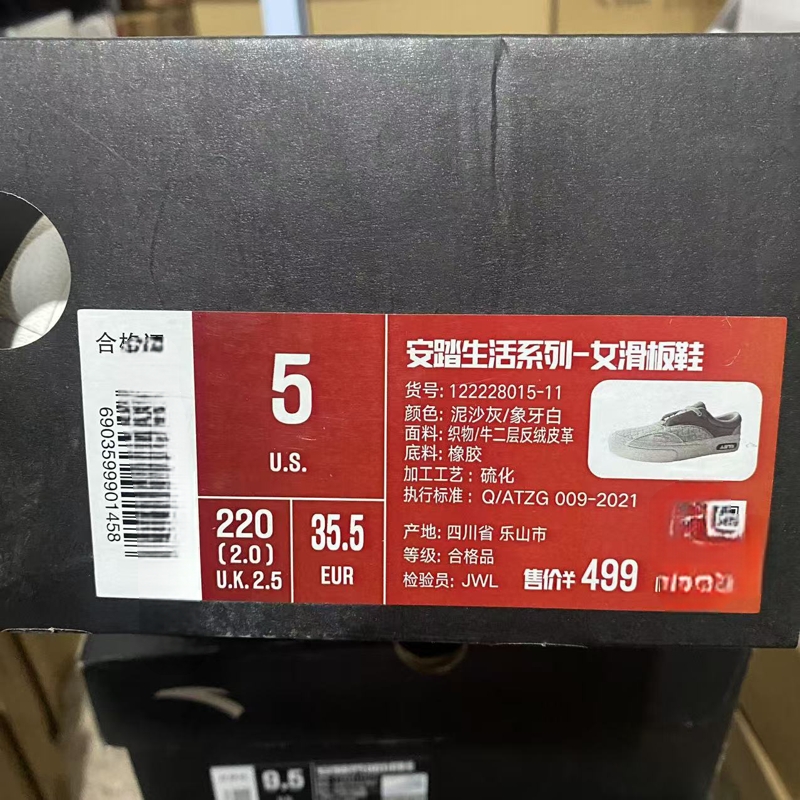 合格
6903599901458
5
U.S.
220
(2.0)
U.K. 2.5
35.5
EUR
安踏生活系列-女滑板鞋
货号: 122228015-11
颜色: 泥沙灰/象牙白
面料: 织物/牛二层反绒皮革
底料: 橡胶
加工工艺: 硫化
执行标准: Q/ATZG 009-2021
产地: 四川省 乐山市
等级: 合格品
检验员: JWL
售价¥ 499
9.5